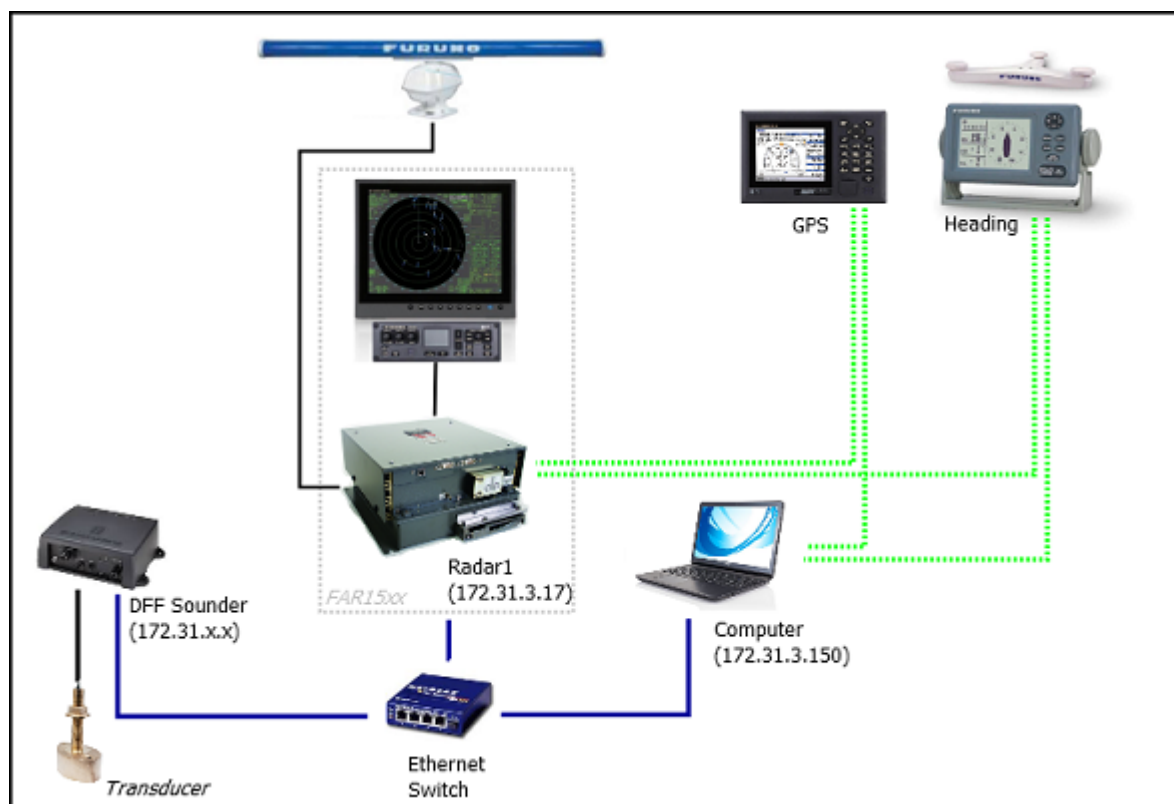 FURUNO
FURUNO
GPS
Heading
Radar1
(172.31.3.17)
FAR15xx
DFF Sounder
(172.31.x.x)
Computer
(172.31.3.150)
Ethernet
Switch
Transducer